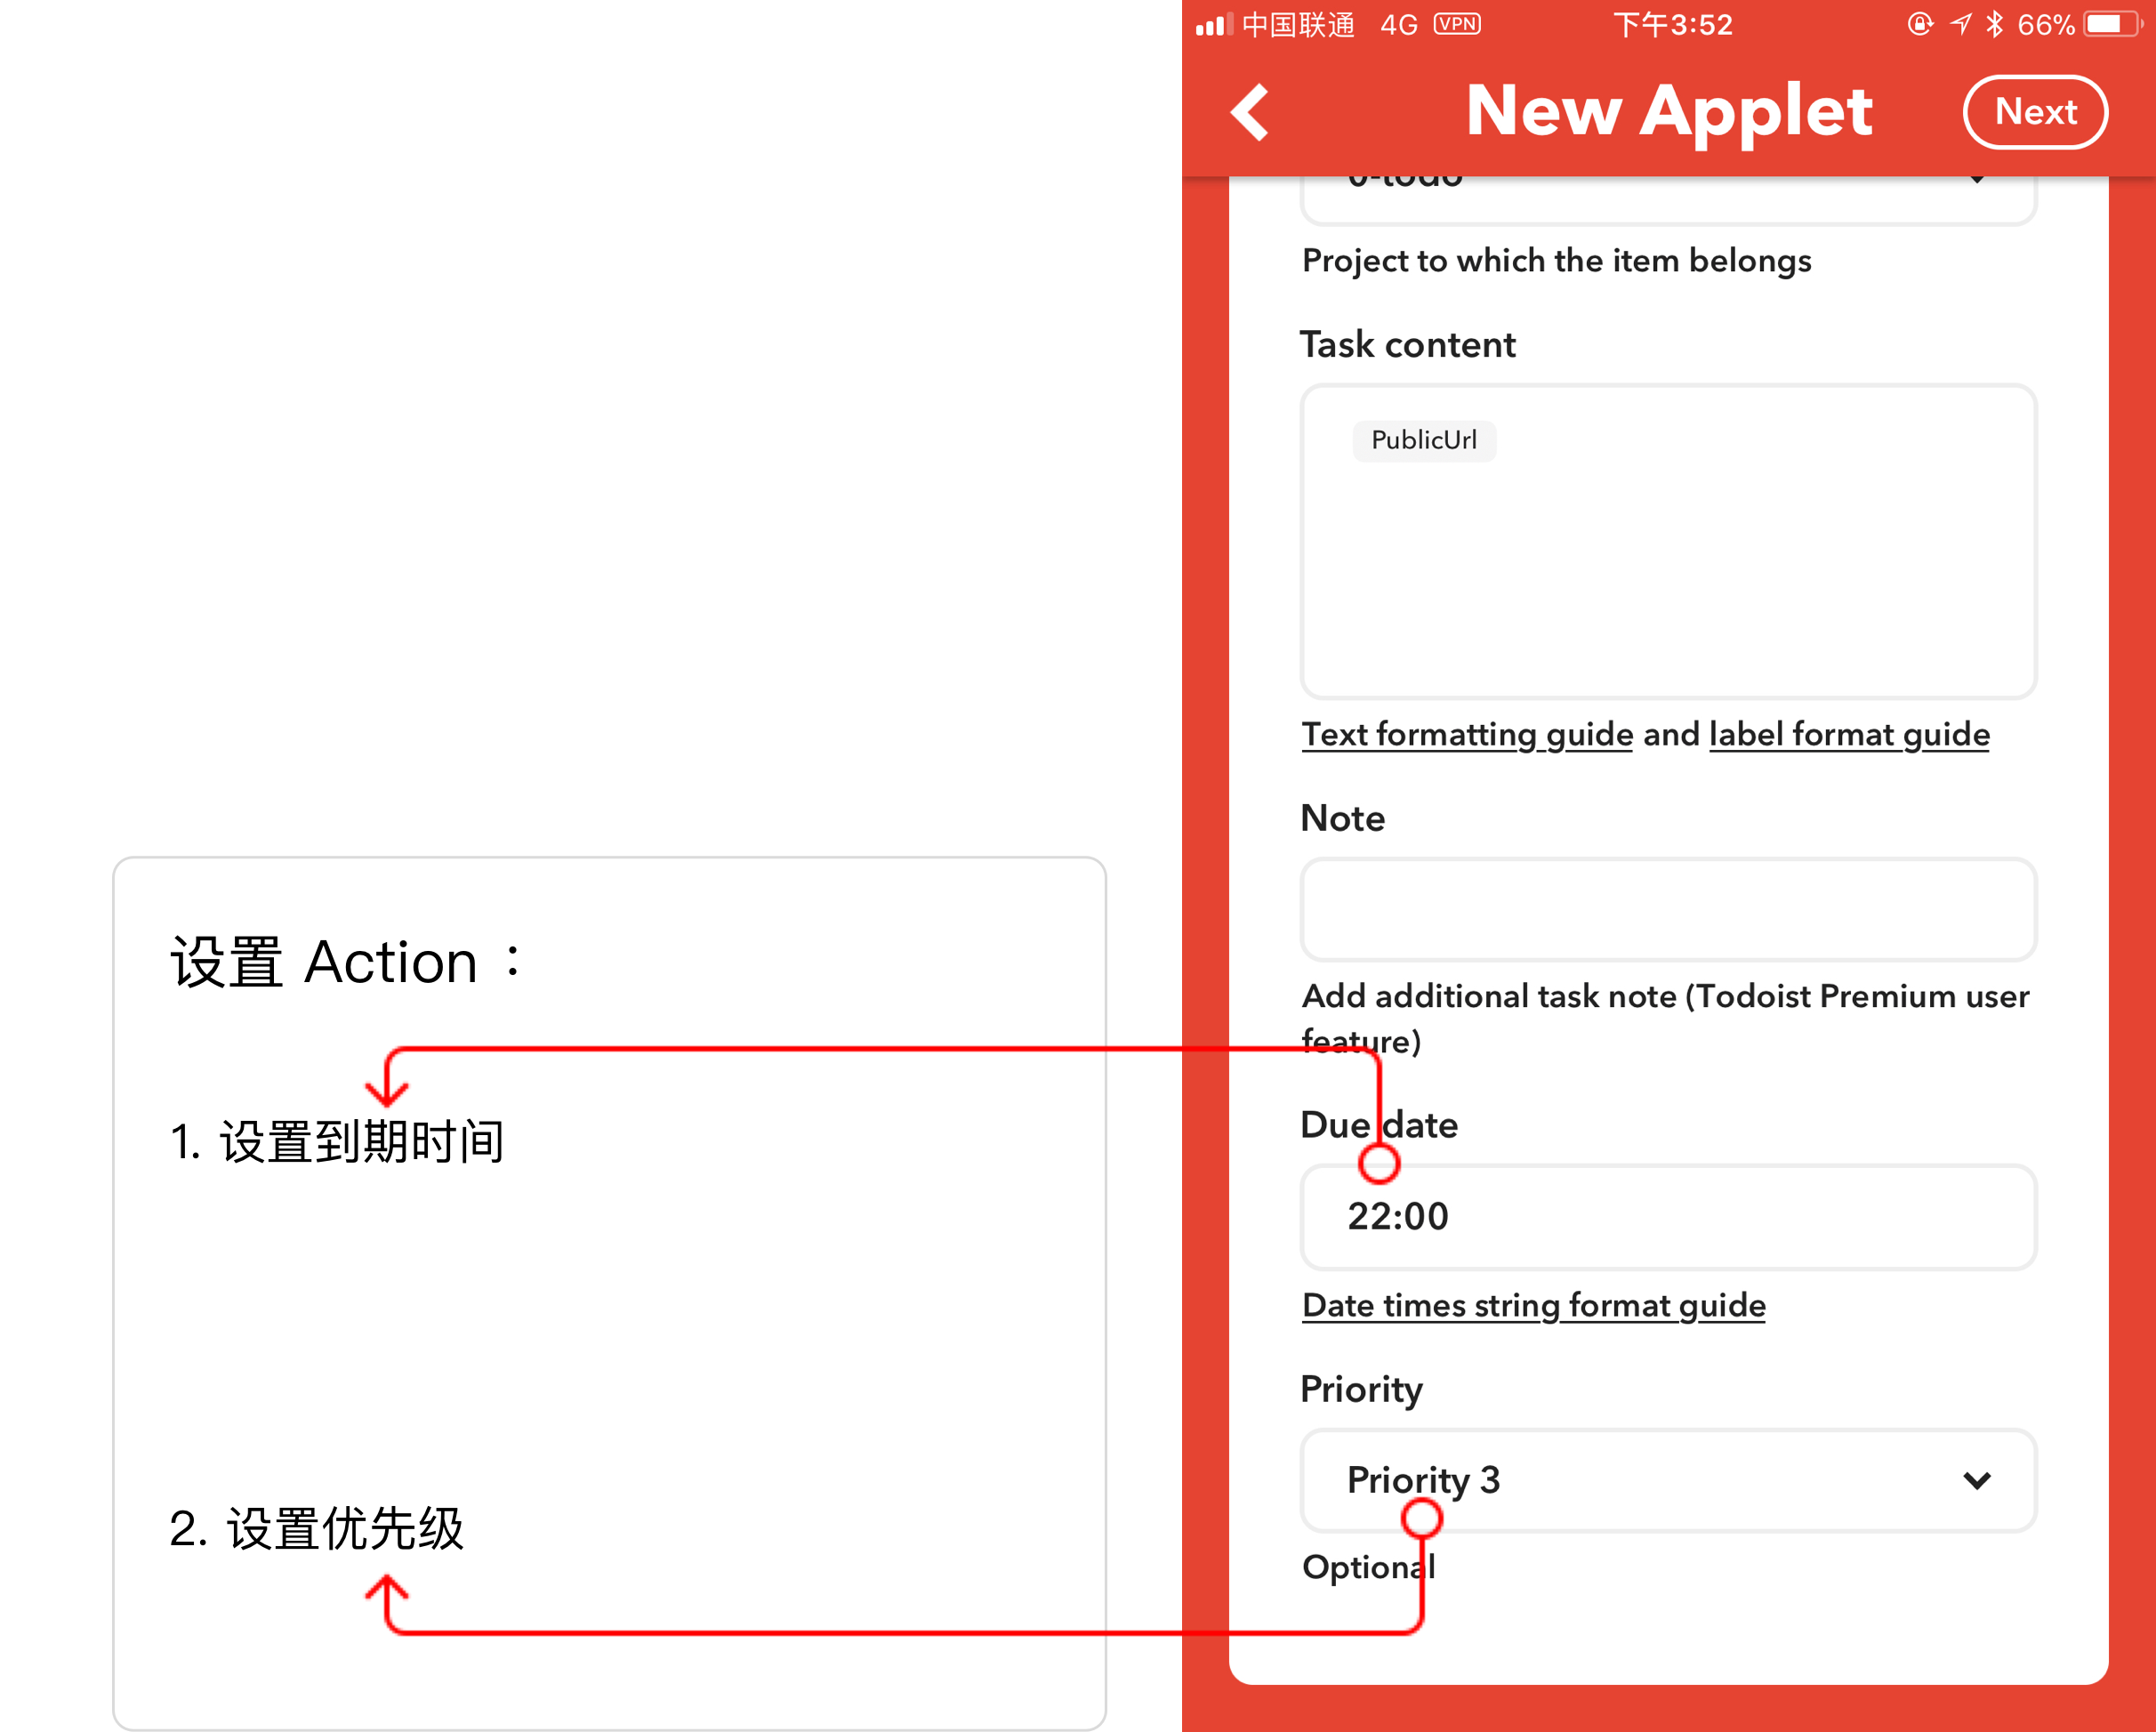 中国联通 4G VPN 下午3:52 66%
New Applet
Next
0-todo
Project to which the item belongs
Task content
PublicUrl
Text formatting guide and label format guide
Note
Add additional task note (Todoist Premium user
feature)
Due date
22:00
Date times string format guide
Priority
Priority 3
Optional
设置 Action：
1. 设置到期时间
2. 设置优先级